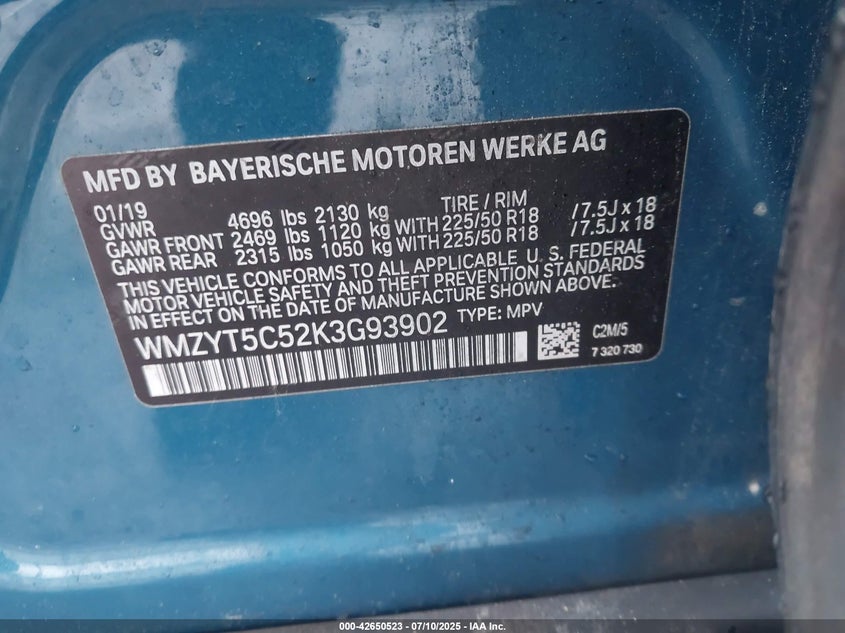 MFD BY BAYERISCHE MOTOREN WERKE AG
01/19 TIRE / RIM
GVWR 4696 lbs 2130 kg
GAWR FRONT 2469 lbs 1120 kg WITH 225/50 R18 /7.5J x 18
GAWR REAR 2315 lbs 1050 kg WITH 225/50 R18 /7.5J x 18
THIS VEHICLE CONFORMS TO ALL APPLICABLE U. S. FEDERAL
MOTOR VEHICLE SAFETY AND THEFT PREVENTION STANDARDS
IN EFFECT ON THE DATE OF MANUFACTURE SHOWN ABOVE.
WMZYT5C52K3G93902 TYPE: MPV
C2M/5
7 320 730
000-42650523 - 07/10/2025 - IAA Inc.